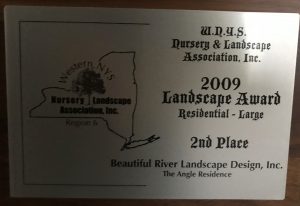 Western NYS
Nursery Landscape
Association, Inc.
Region 6
W.N.Y.S.
Nursery & Landscape
Association, Inc.
2009
Landscape Award
Residential - Large
2nd Place
Beautiful River Landscape Design, Inc.
The Angle Residence